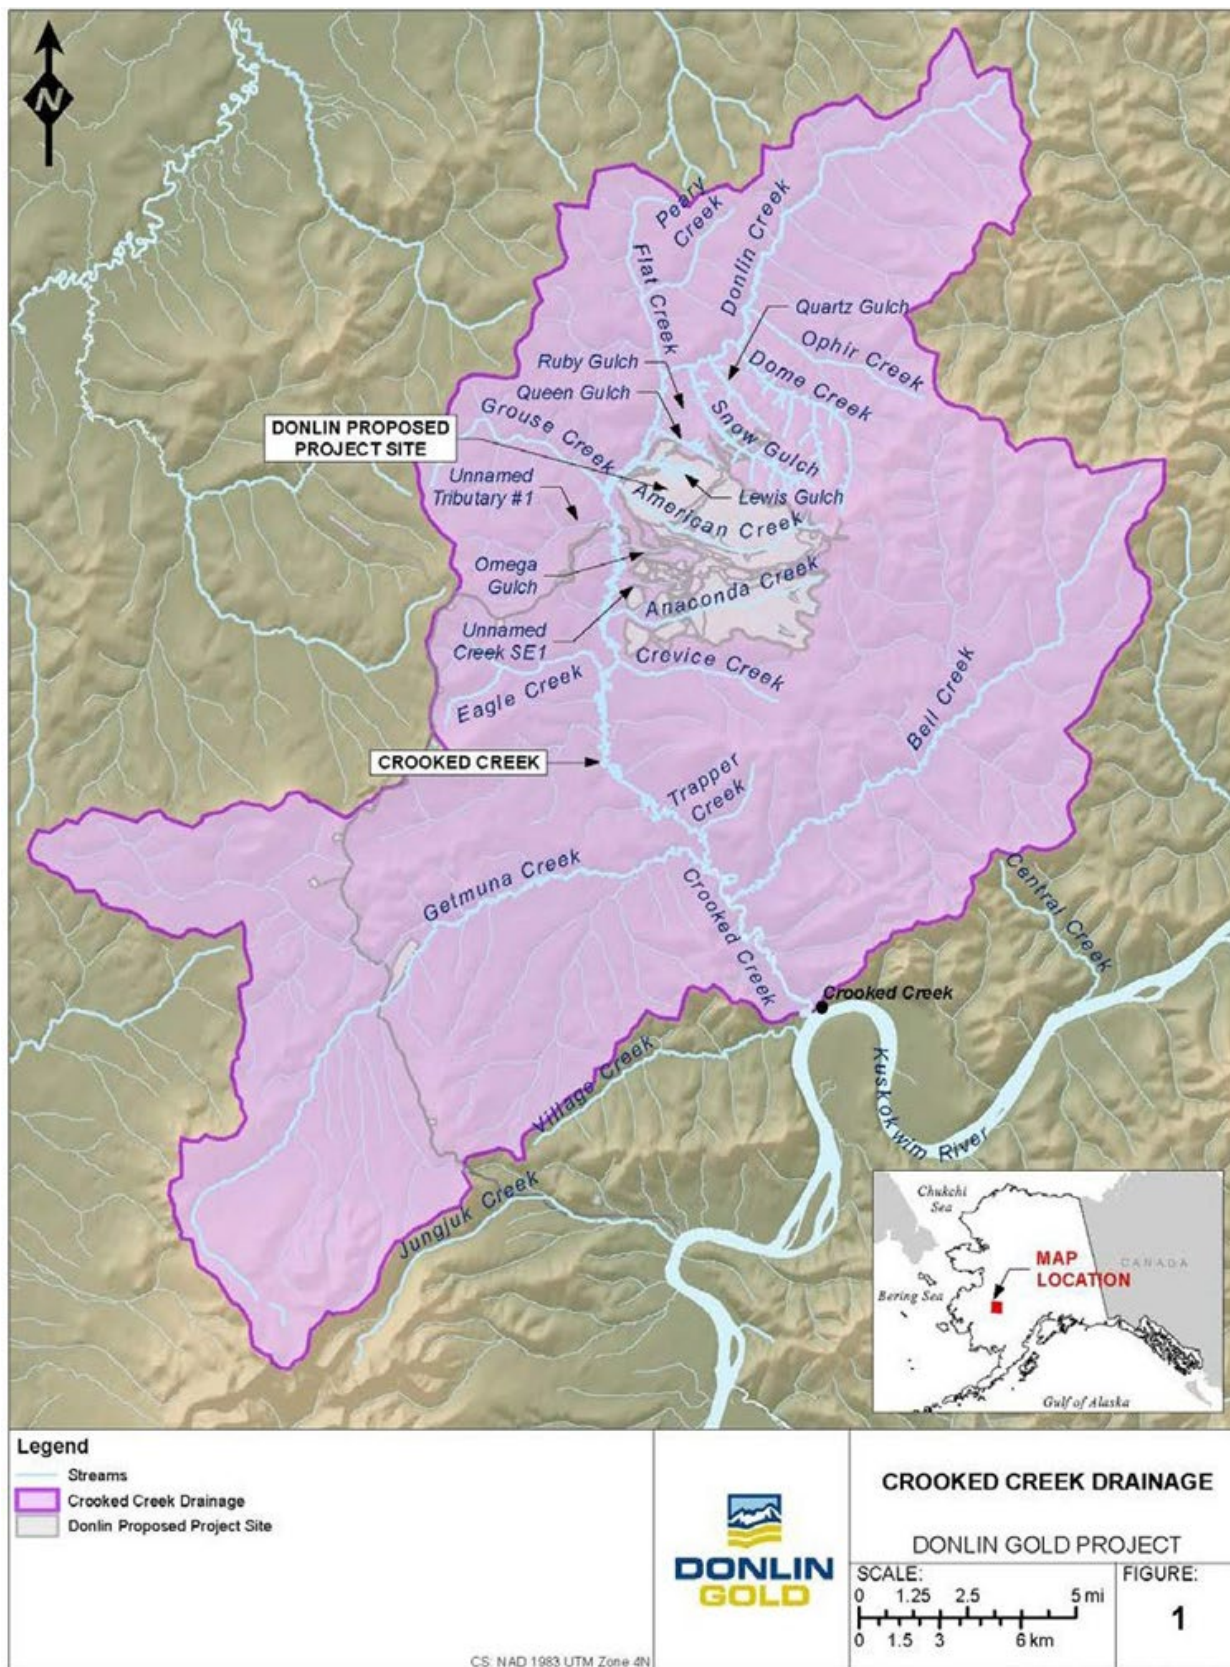 N
Peary
Creek
Donlin Creek
Flat Creek
Quartz Gulch
Ophir Creek
Ruby Gulch
Dome Creek
Queen Gulch
Grouse Creek
Snow Gulch
DONLIN PROPOSED
PROJECT SITE
Unnamed
Tributary #1
Lewis Gulch
American Creek
Omega
Gulch
Anaconda Creek
Unnamed
Creek SE1
Crevice Creek
Eagle Creek
Bell Creek
CROOKED CREEK
Trapper
Creek
Getmuna Creek
Crooked Creek
Central Creek
Crooked Creek
Village Creek
Kuskokwim River
Jungjuk Creek
Chukchi
Sea
CANADA
MAP
LOCATION
Bering Sea
Gulf of Alaska
Legend
Streams
Crooked Creek Drainage
Donlin Proposed Project Site
CS: NAD 1983 UTM Zone 4N
DONLIN
GOLD
CROOKED CREEK DRAINAGE
DONLIN GOLD PROJECT
SCALE:
0 1.25 2.5 5 mi
0 1.5 3 6 km
FIGURE:
1